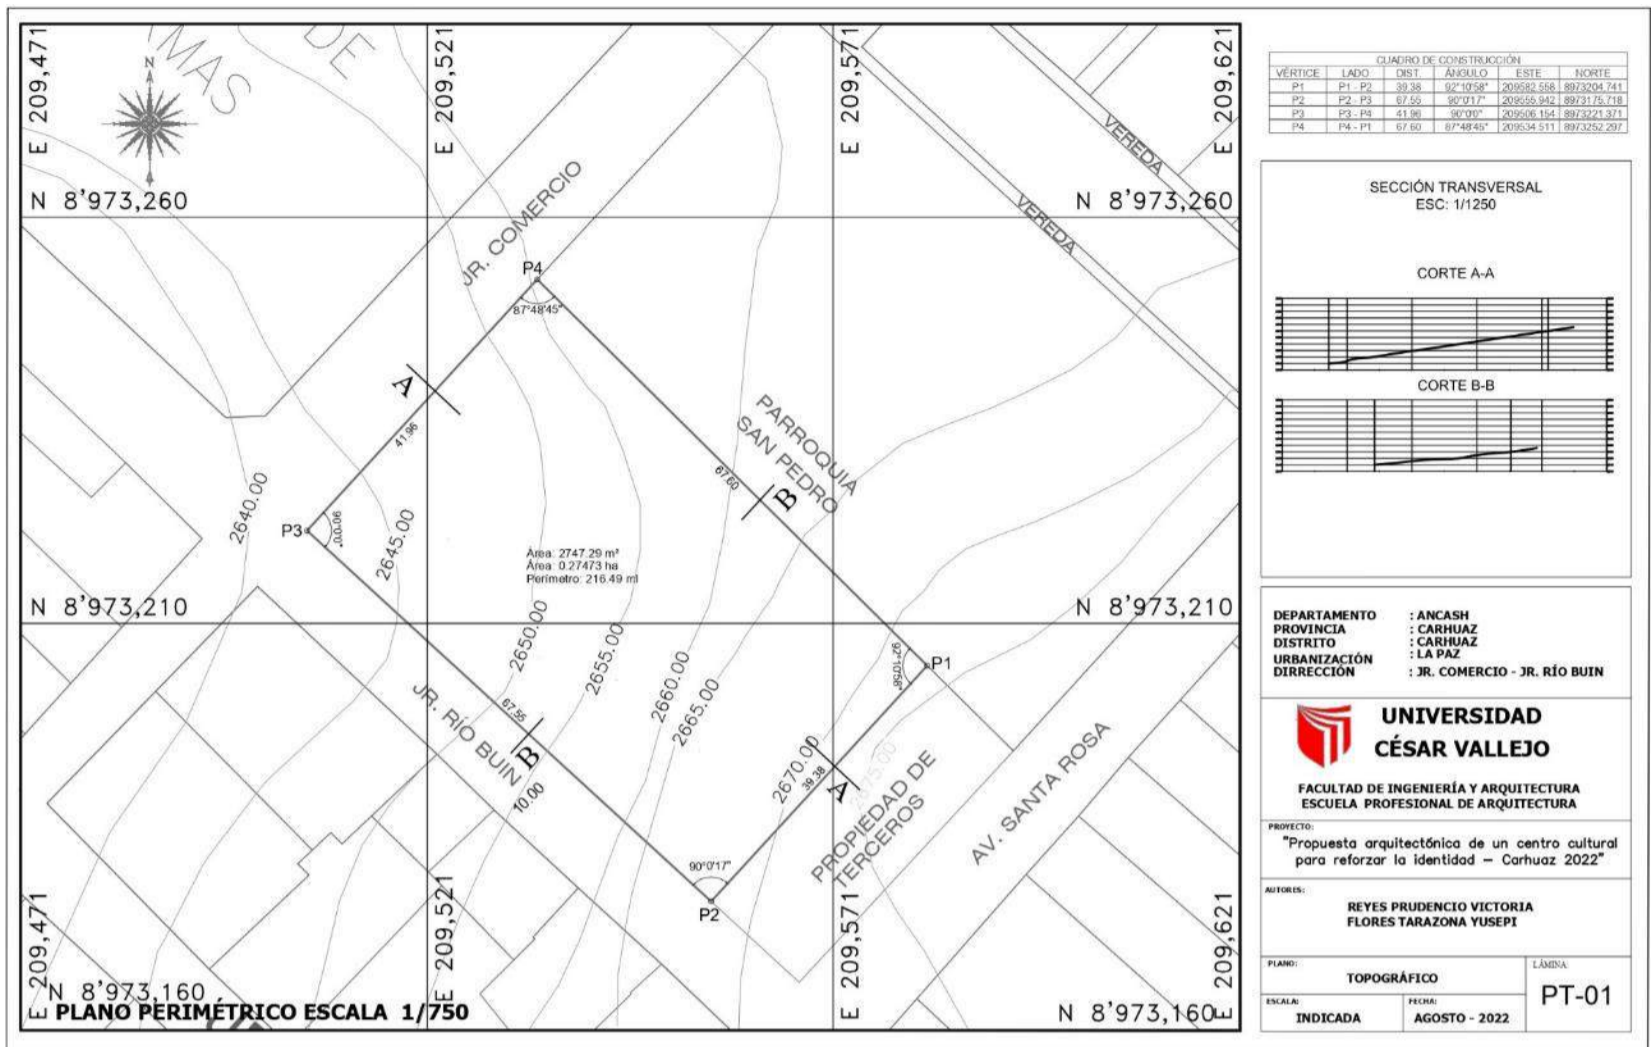 MAS
DE
N
E 209,471
E 209,521
E 209,571
E 209,621
N 8'973,260
N 8'973,260
JR. COMERCIO
VEREDA
VEREDA
P4
87°48'45"
A
41.96
PARROQUIA
SAN PEDRO
67.60
B
2640.00
P3
90°0'0"
2645.00
Área: 2747.29 m²
Área: 0.27473 ha
Perímetro: 216.49 ml
N 8'973,210
N 8'973,210
2650.00
2655.00
2660.00
2665.00
92°10'58"
P1
JR. RÍO BUIN
67.55
B
10.00
2670.00
39.38
A
2675.00
PROPIEDAD DE
TERCEROS
AV. SANTA ROSA
90°0'17"
P2
E 209,471
E 209,521
E 209,571
E 209,621
N 8'973,160
N 8'973,160
PLANO PERIMÉTRICO ESCALA 1/750
CUADRO DE CONSTRUCCIÓN
VÉRTICE LADO DIST. ÁNGULO ESTE NORTE
P1 P1 - P2 39.38 92°10'58" 209582.558 8973204.741
P2 P2 - P3 67.55 90°0'17" 209555.942 8973175.718
P3 P3 - P4 41.96 90°0'0" 209506.154 8973221.371
P4 P4 - P1 67.60 87°48'45" 209534.511 8973252.297
SECCIÓN TRANSVERSAL
ESC: 1/1250
CORTE A-A
CORTE B-B
DEPARTAMENTO : ANCASH
PROVINCIA : CARHUAZ
DISTRITO : CARHUAZ
URBANIZACIÓN : LA PAZ
DIRRECCIÓN : JR. COMERCIO - JR. RÍO BUIN
UNIVERSIDAD
CÉSAR VALLEJO
FACULTAD DE INGENIERÍA Y ARQUITECTURA
ESCUELA PROFESIONAL DE ARQUITECTURA
PROYECTO:
"Propuesta arquitectónica de un centro cultural
para reforzar la identidad – Carhuaz 2022"
AUTORES:
REYES PRUDENCIO VICTORIA
FLORES TARAZONA YUSEPI
PLANO:
TOPOGRÁFICO
LÁMINA:
PT-01
ESCALA:
INDICADA
FECHA:
AGOSTO - 2022